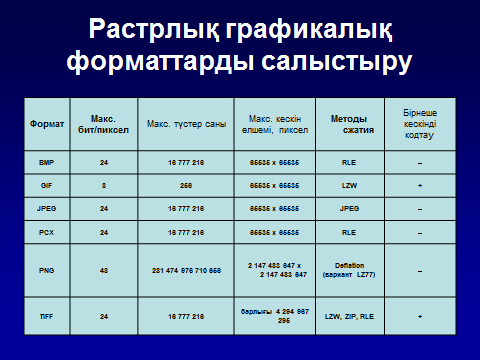 Растрлық графикалық
форматтарды салыстыру
Формат
Макс.
бит/пиксел
Макс. түстер саны
Макс. кескін
өлшемі, пиксел
Методы
сжатия
Бірнеше
кескінді
кодтау
BMP 24 16 777 216 65535 x 65535 RLE –
GIF 8 256 65535 x 65535 LZW +
JPEG 24 16 777 216 65535 x 65535 JPEG –
PCX 24 16 777 216 65535 x 65535 RLE –
PNG 48 281 474 976 710 656 2 147 483 647 x
2 147 483 647
Deflation
(вариант LZ77)
–
TIFF 24 16 777 216 барлығы 4 294 967
295
LZW, ZIP, RLE +